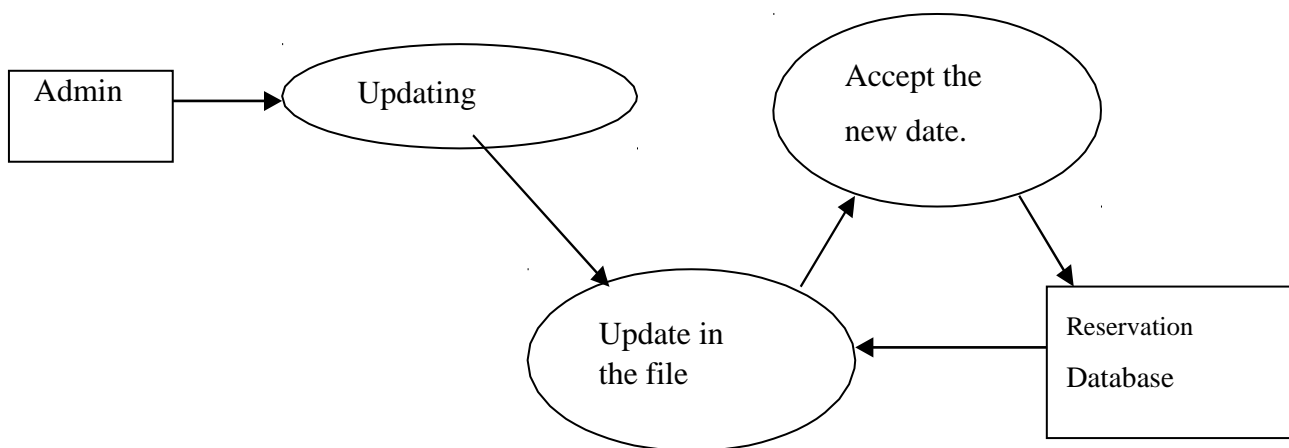 Admin
Updating
Accept the
new date.
Update in
the file
Reservation
Database